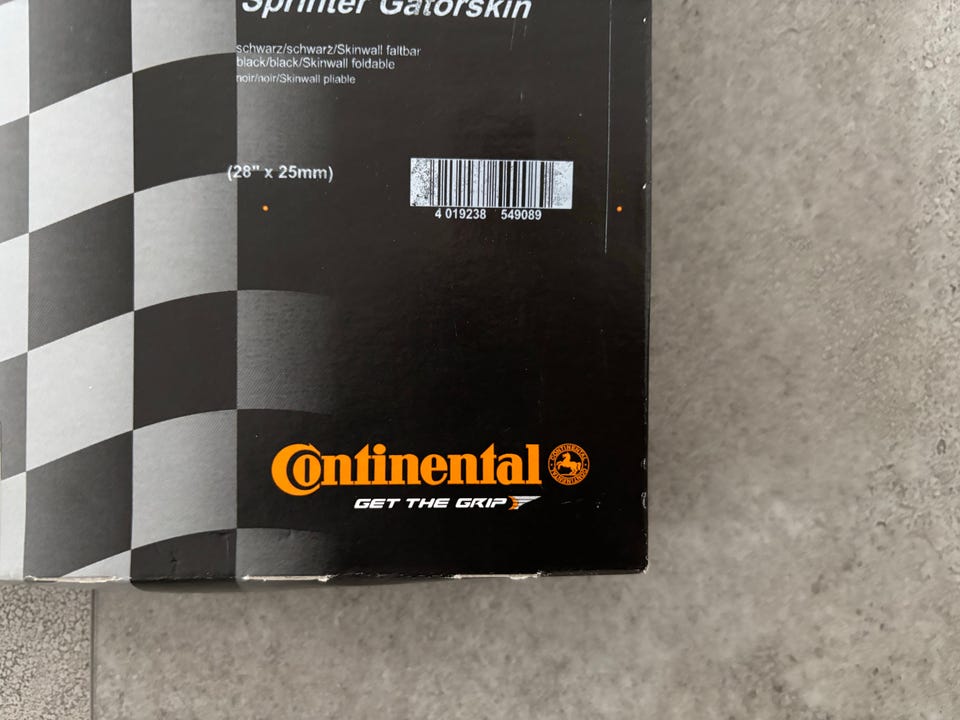 Sprinter Gatorskin
schwarz/schwarz/Skinwall faltbar
black/black/Skinwall foldable
noir/noir/Skinwall pliable
(28" x 25mm)
4 019238 549089
Continental
CONTINENTAL
GET THE GRIP